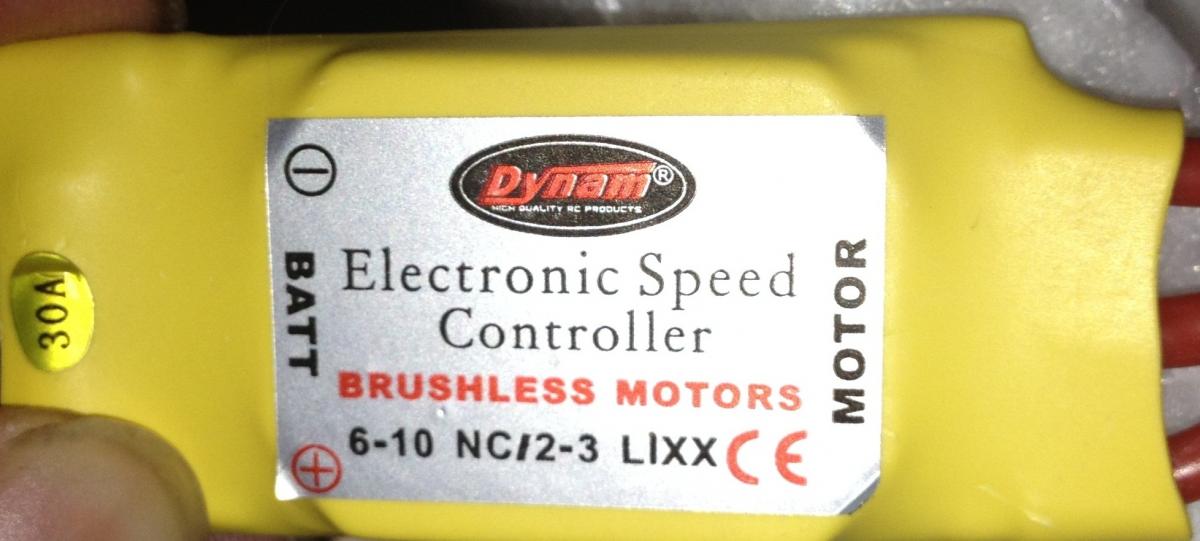 Dynam®
HIGH QUALITY RC PRODUCTS
Electronic Speed
Controller
BRUSHLESS MOTORS
6-10 NC/2-3 LIXX CE
BATT
MOTOR
30A